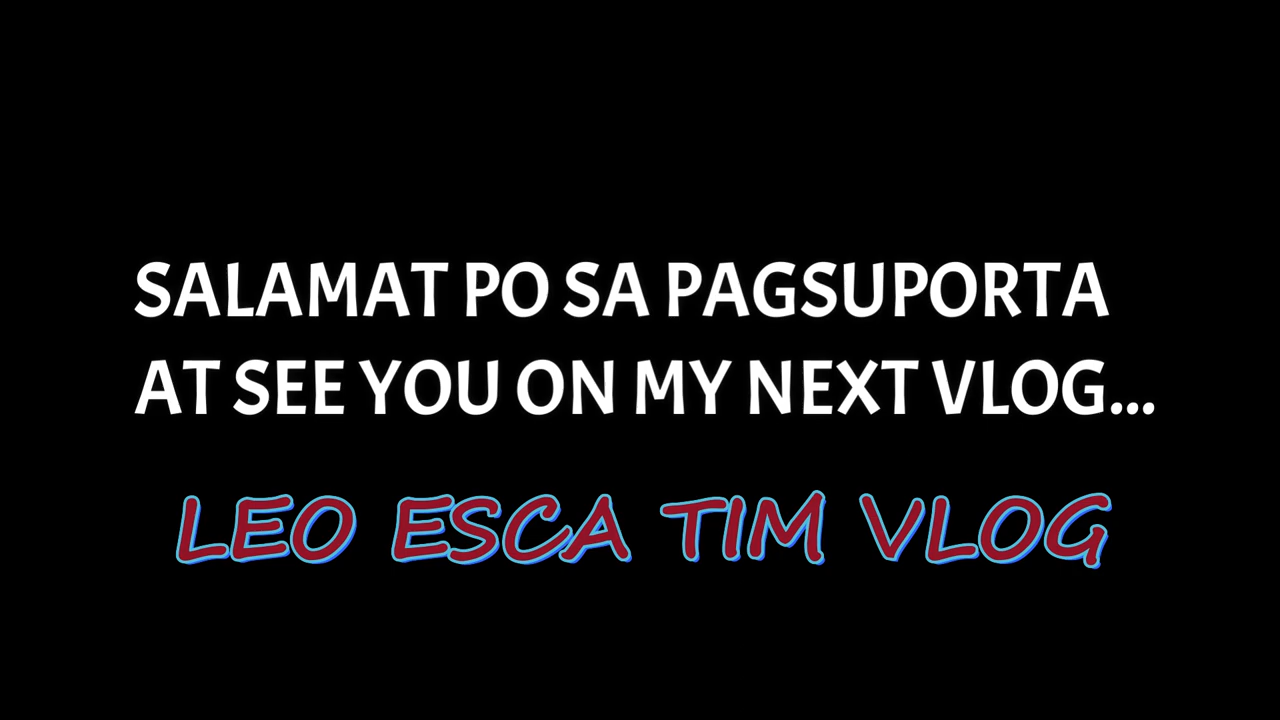 SALAMAT PO SA PAGSUPORTA
AT SEE YOU ON MY NEXT VLOG...
LEO ESCA TIM VLOG